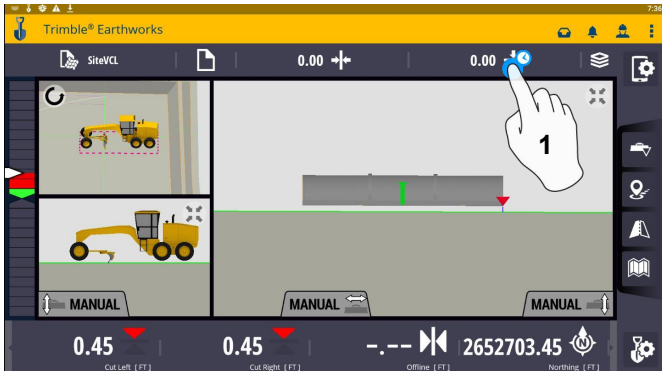 7:36
Trimble® Earthworks
SiteVCL 0.00 0.00
1
MANUAL MANUAL MANUAL
0.45 0.45 -.-- 2652703.45
Cut Left [FT] Cut Right [FT] Offline [FT] Northing [FT]